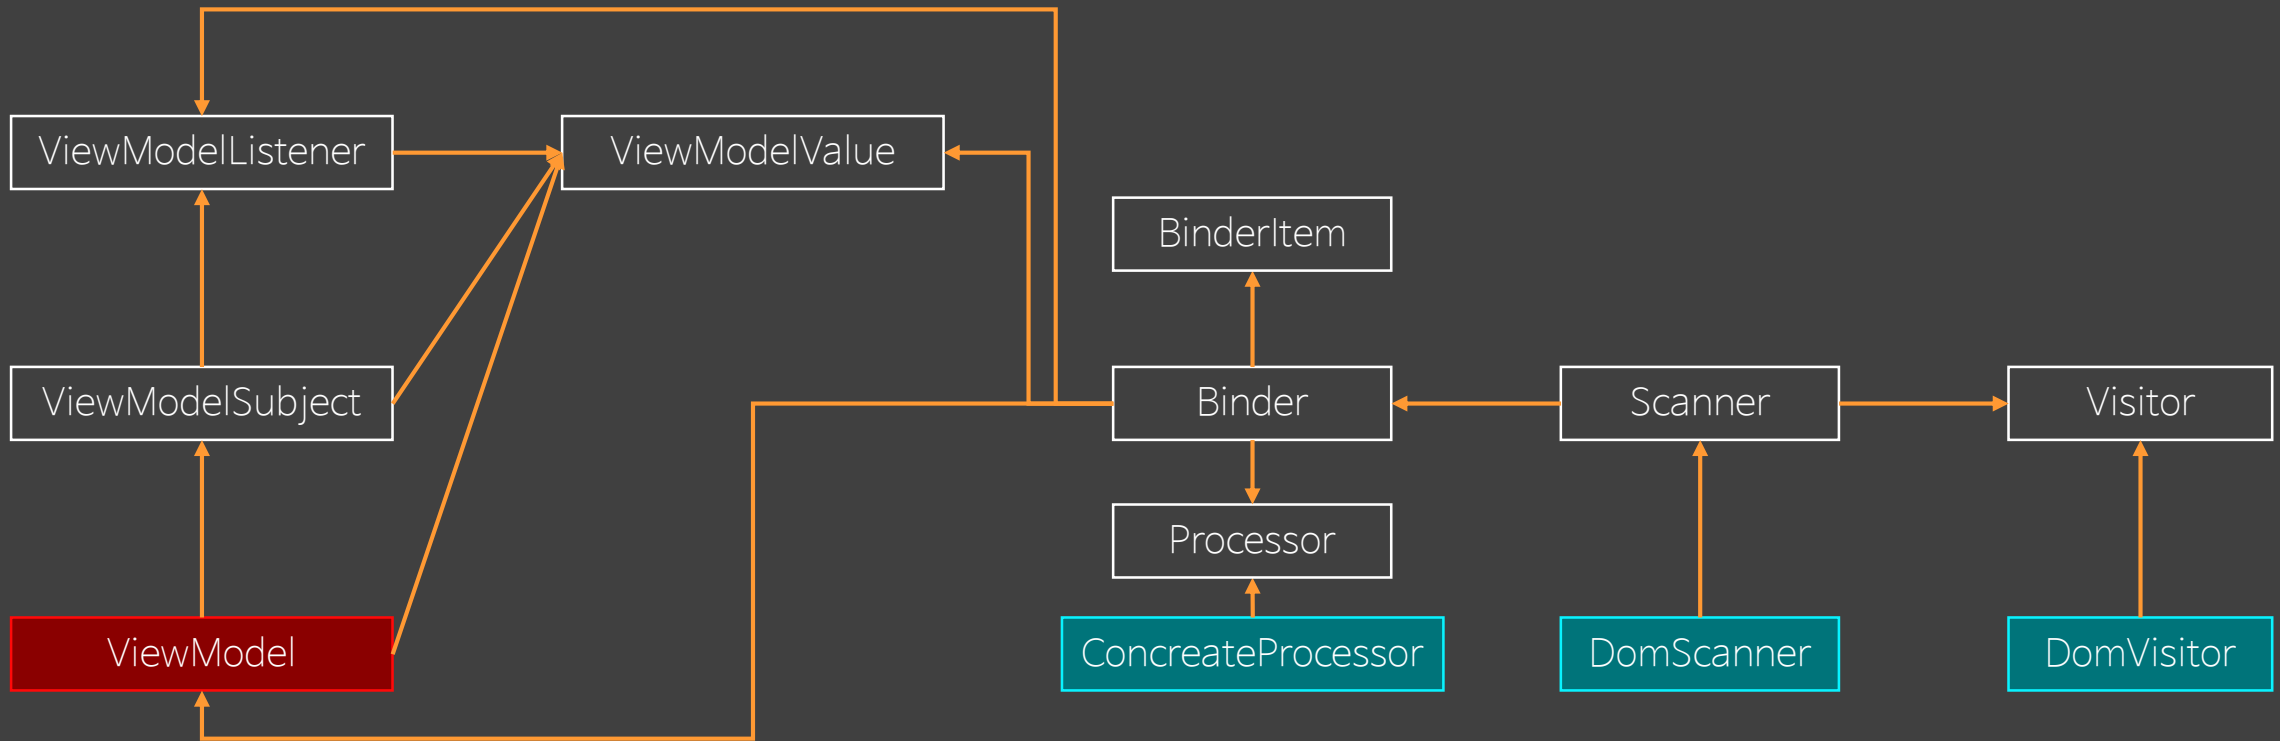 ViewModelListener
ViewModelValue
BinderItem
ViewModelSubject
Binder
Scanner
Visitor
Processor
ViewModel
ConcreateProcessor
DomScanner
DomVisitor